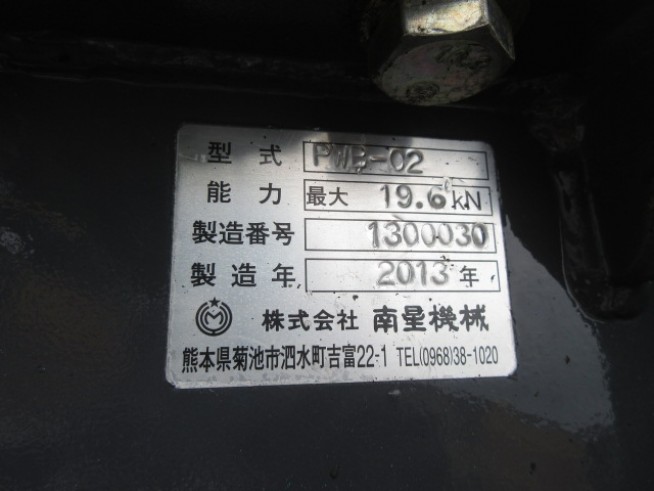 型式 PWB-02
能力 最大 19.6kN
製造番号 1300030
製造年 2013年
株式会社 南星機械
熊本県菊池市泗水町吉富22-1 TEL(0968)38-1020